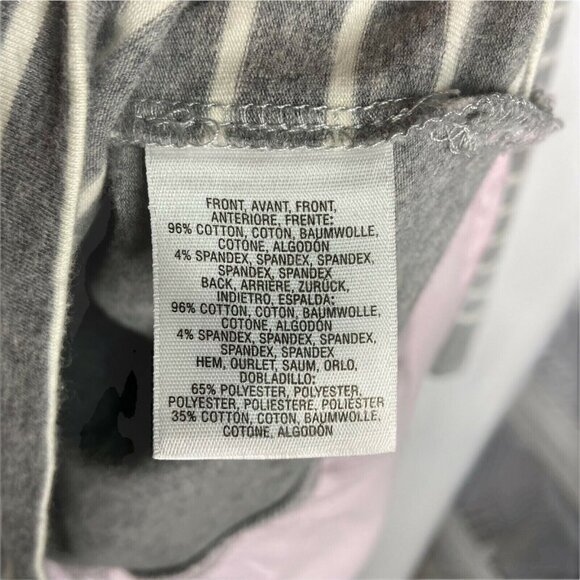 FRONT, AVANT, FRONT,
ANTERIORE, FRENTE:
96% COTTON, COTON, BAUMWOLLE,
COTONE, ALGODÓN
4% SPANDEX, SPANDEX, SPANDEX,
SPANDEX, SPANDEX
BACK, ARRIÈRE, ZURÜCK,
INDIETRO, ESPALDA:
96% COTTON, COTON, BAUMWOLLE,
COTONE, ALGODÓN
4% SPANDEX, SPANDEX, SPANDEX,
SPANDEX, SPANDEX
HEM, OURLET, SAUM, ORLO,
DOBLADILLO:
65% POLYESTER, POLYESTER,
POLYESTER, POLIESTERE, POLIESTER
35% COTTON, COTON, BAUMWOLLE,
COTONE, ALGODÓN